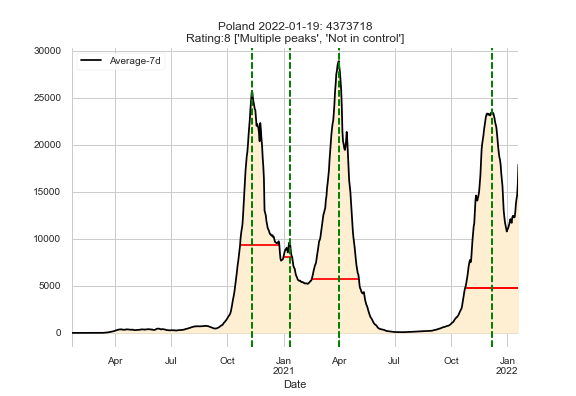 Poland 2022-01-19: 4373718
Rating:8 ['Multiple peaks', 'Not in control']
Average-7d
30000
25000
20000
15000
10000
5000
0
Apr Jul Oct Jan Apr Jul Oct Jan
2021 2022
Date